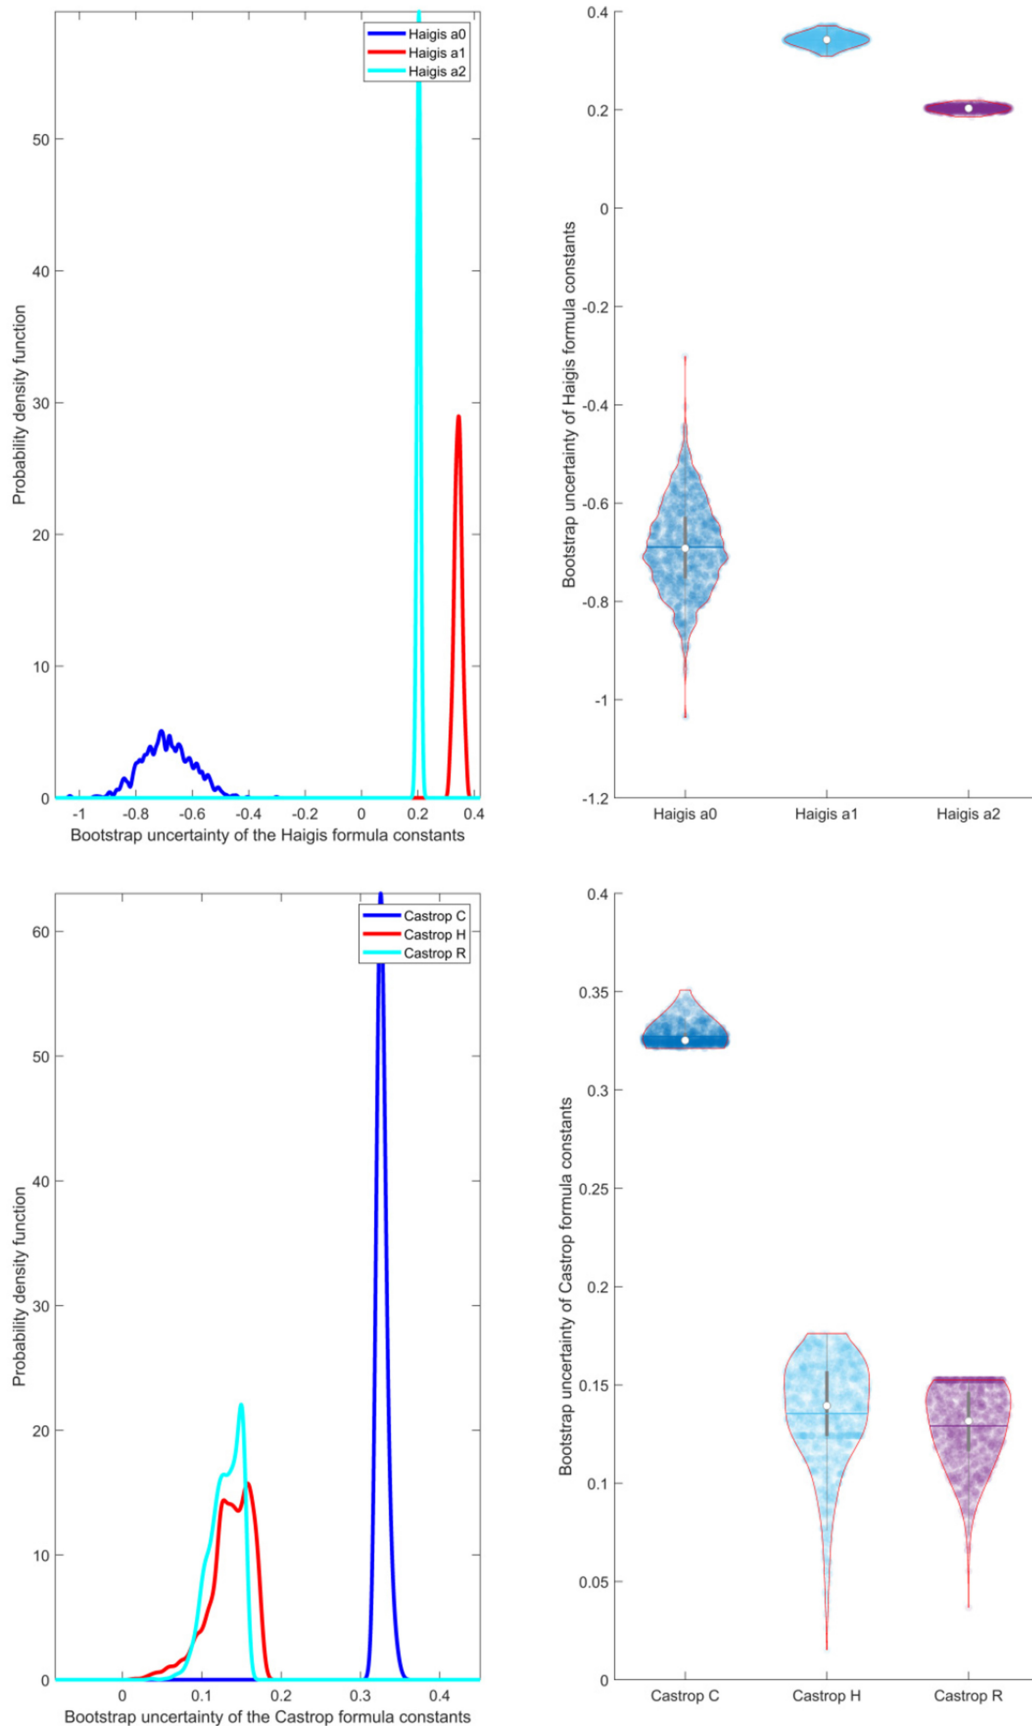 Haigis a0
Haigis a1
Haigis a2
50
40
30
20
10
0
Probability density function
-1 -0.8 -0.6 -0.4 -0.2 0 0.2 0.4
Bootstrap uncertainty of the Haigis formula constants
0.4
0.2
0
-0.2
-0.4
-0.6
-0.8
-1
-1.2
Bootstrap uncertainty of Haigis formula constants
Haigis a0 Haigis a1 Haigis a2
Castrop C
Castrop H
Castrop R
60
50
40
30
20
10
0
Probability density function
0 0.1 0.2 0.3 0.4
Bootstrap uncertainty of the Castrop formula constants
0.4
0.35
0.3
0.25
0.2
0.15
0.1
0.05
0
Bootstrap uncertainty of Castrop formula constants
Castrop C Castrop H Castrop R